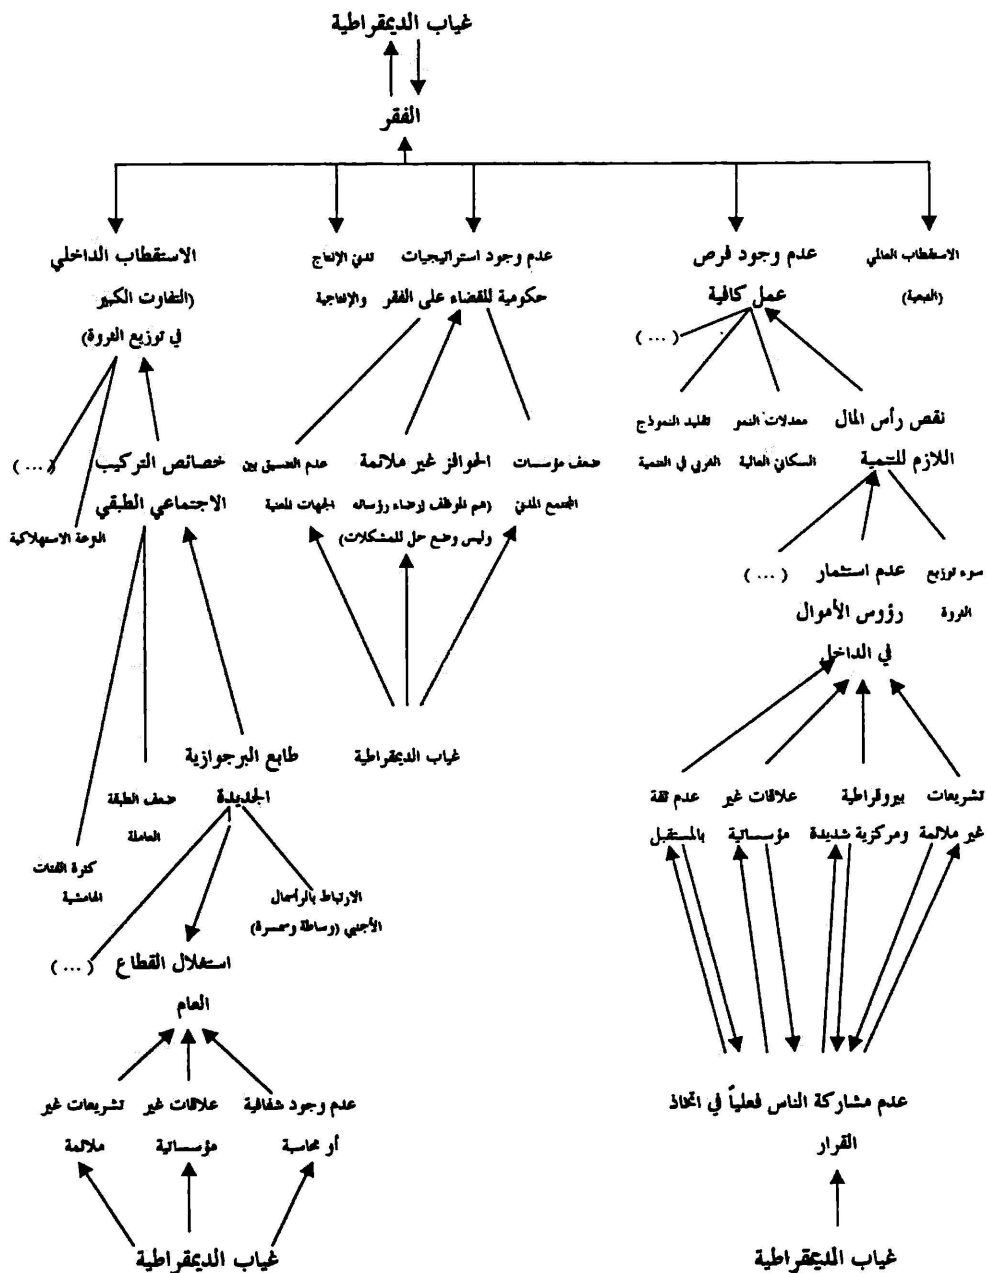 غياب الديمقراطية
الفقر
الاستقطاب العالمي
(التبعية)
عدم وجود فرص
عمل كافية
عدم وجود استراتيجيات
حكومية للقضاء على الفقر
تدني الإنتاج
والإنتاجية
الاستقطاب الداخلي
(التفاوت الكبير
في توزيع الثروة)
(...)
نقص رأس المال
اللازم للتنمية
معدلات النمو
السكاني العالية
تقليد النموذج
الغربي في التنمية
ضعف مؤسسات
المجتمع المدني
الحوافز غير ملائمة
(هم الموظف إرضاء رؤسائه
وليس وضع حل للمشكلات)
عدم التنسيق بين
الجهات المعنية
خصائص التركيب
الاجتماعي الطبقي
(...)
النزعة الاستهلاكية
سوء توزيع
الثروة
عدم استثمار
رؤوس الأموال
في الداخل
(...)
غياب الديمقراطية
طابع البرجوازية
الجديدة
ضعف الطبقة
العاملة
كثرة الفئات
الهامشية
تشريعات
غير ملائمة
بيروقراطية
ومركزية شديدة
علاقات غير
مؤسساتية
عدم ثقة
بالمستقبل
الارتباط بالرأسمال
الأجنبي (وساطة وسمسرة)
استغلال القطاع
العام
(...)
عدم وجود شفافية
أو محاسبة
علاقات غير
مؤسساتية
تشريعات غير
ملائمة
عدم مشاركة الناس فعلياً في اتخاذ
القرار
غياب الديمقراطية
غياب الديمقراطية